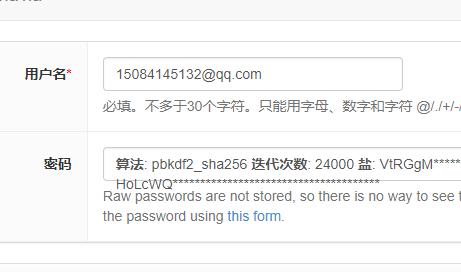 用户名*
15084145132@qq.com
必填。不多于30个字符。只能用字母、数字和字符 @/./+/-/
密码
算法: pbkdf2_sha256 迭代次数: 24000 盐: VtRGgM******
HoLcWQ**************************************
Raw passwords are not stored, so there is no way to see t
the password using this form.